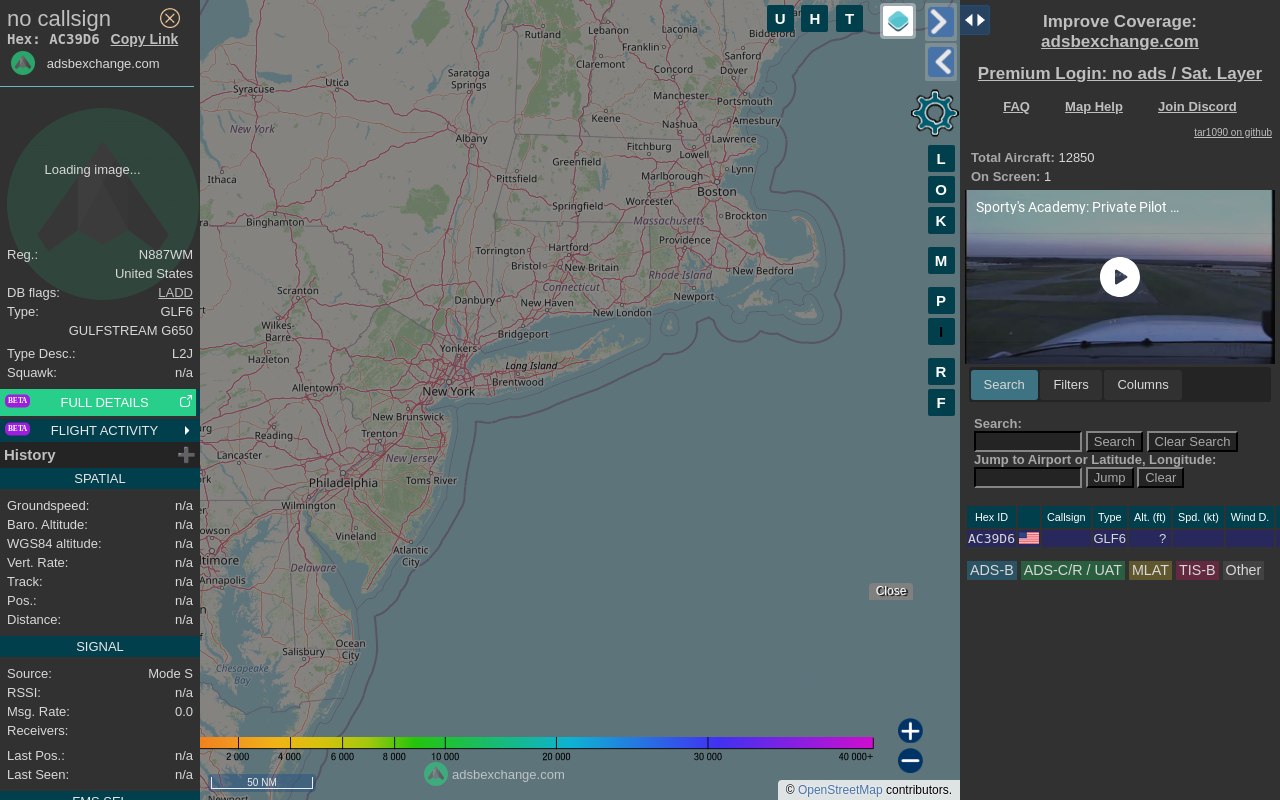 no callsign
Hex: AC39D6 Copy Link
adsbexchange.com
Loading image...
Reg.: N887WM
United States
DB flags: LADD
Type: GLF6
GULFSTREAM G650
Type Desc.: L2J
Squawk: n/a
BETA FULL DETAILS
BETA FLIGHT ACTIVITY
History
SPATIAL
Groundspeed: n/a
Baro. Altitude: n/a
WGS84 altitude: n/a
Vert. Rate: n/a
Track: n/a
Pos.: n/a
Distance: n/a
SIGNAL
Source: Mode S
RSSI: n/a
Msg. Rate: 0.0
Receivers:
Last Pos.: n/a
Last Seen: n/a
U H T
L
O
K
M
P
I
R
F
Rutland
Lebanon
Laconia
Biddeford
Franklin
Sanford
Claremont
Concord
Dover
Utica
Saratoga
Springs
Syracuse
Manchester
Portsmouth
Keene
Nashua
Amesbury
New York
Albany
Lawrence
Fitchburg
Lowell
Greenfield
Lynn
Ithaca
Pittsfield
Marlborough
Boston
Worcester
Springfield
Binghamton
Massachusetts
Brockton
Providence
Torrington
Hartford
Bristol
New Britain
Rhode Island
New Bedford
Connecticut
Scranton
Danbury
New Haven
Newport
New London
Wilkes-
Barre
Bridgeport
Yonkers
Hazleton
Long Island
Brentwood
Allentown
New York
New Brunswick
Reading
Trenton
Lancaster
New Jersey
Philadelphia
Toms River
Wilmington
Vineland
Atlantic
City
Delaware
Annapolis
Ocean
City
Salisbury
Chesapeake
Bay
Close
2 000 4 000 6 000 8 000 10 000 20 000 30 000 40 000+
adsbexchange.com
50 NM
© OpenStreetMap contributors.
Improve Coverage:
adsbexchange.com
Premium Login: no ads / Sat. Layer
FAQ Map Help Join Discord
tar1090 on github
Total Aircraft: 12850
On Screen: 1
Sporty's Academy: Private Pilot ...
Search Filters Columns
Search:
Search Clear Search
Jump to Airport or Latitude, Longitude:
Jump Clear
Hex ID Callsign Type Alt. (ft) Spd. (kt) Wind D.
AC39D6 GLF6 ?
ADS-B ADS-C/R / UAT MLAT TIS-B Other